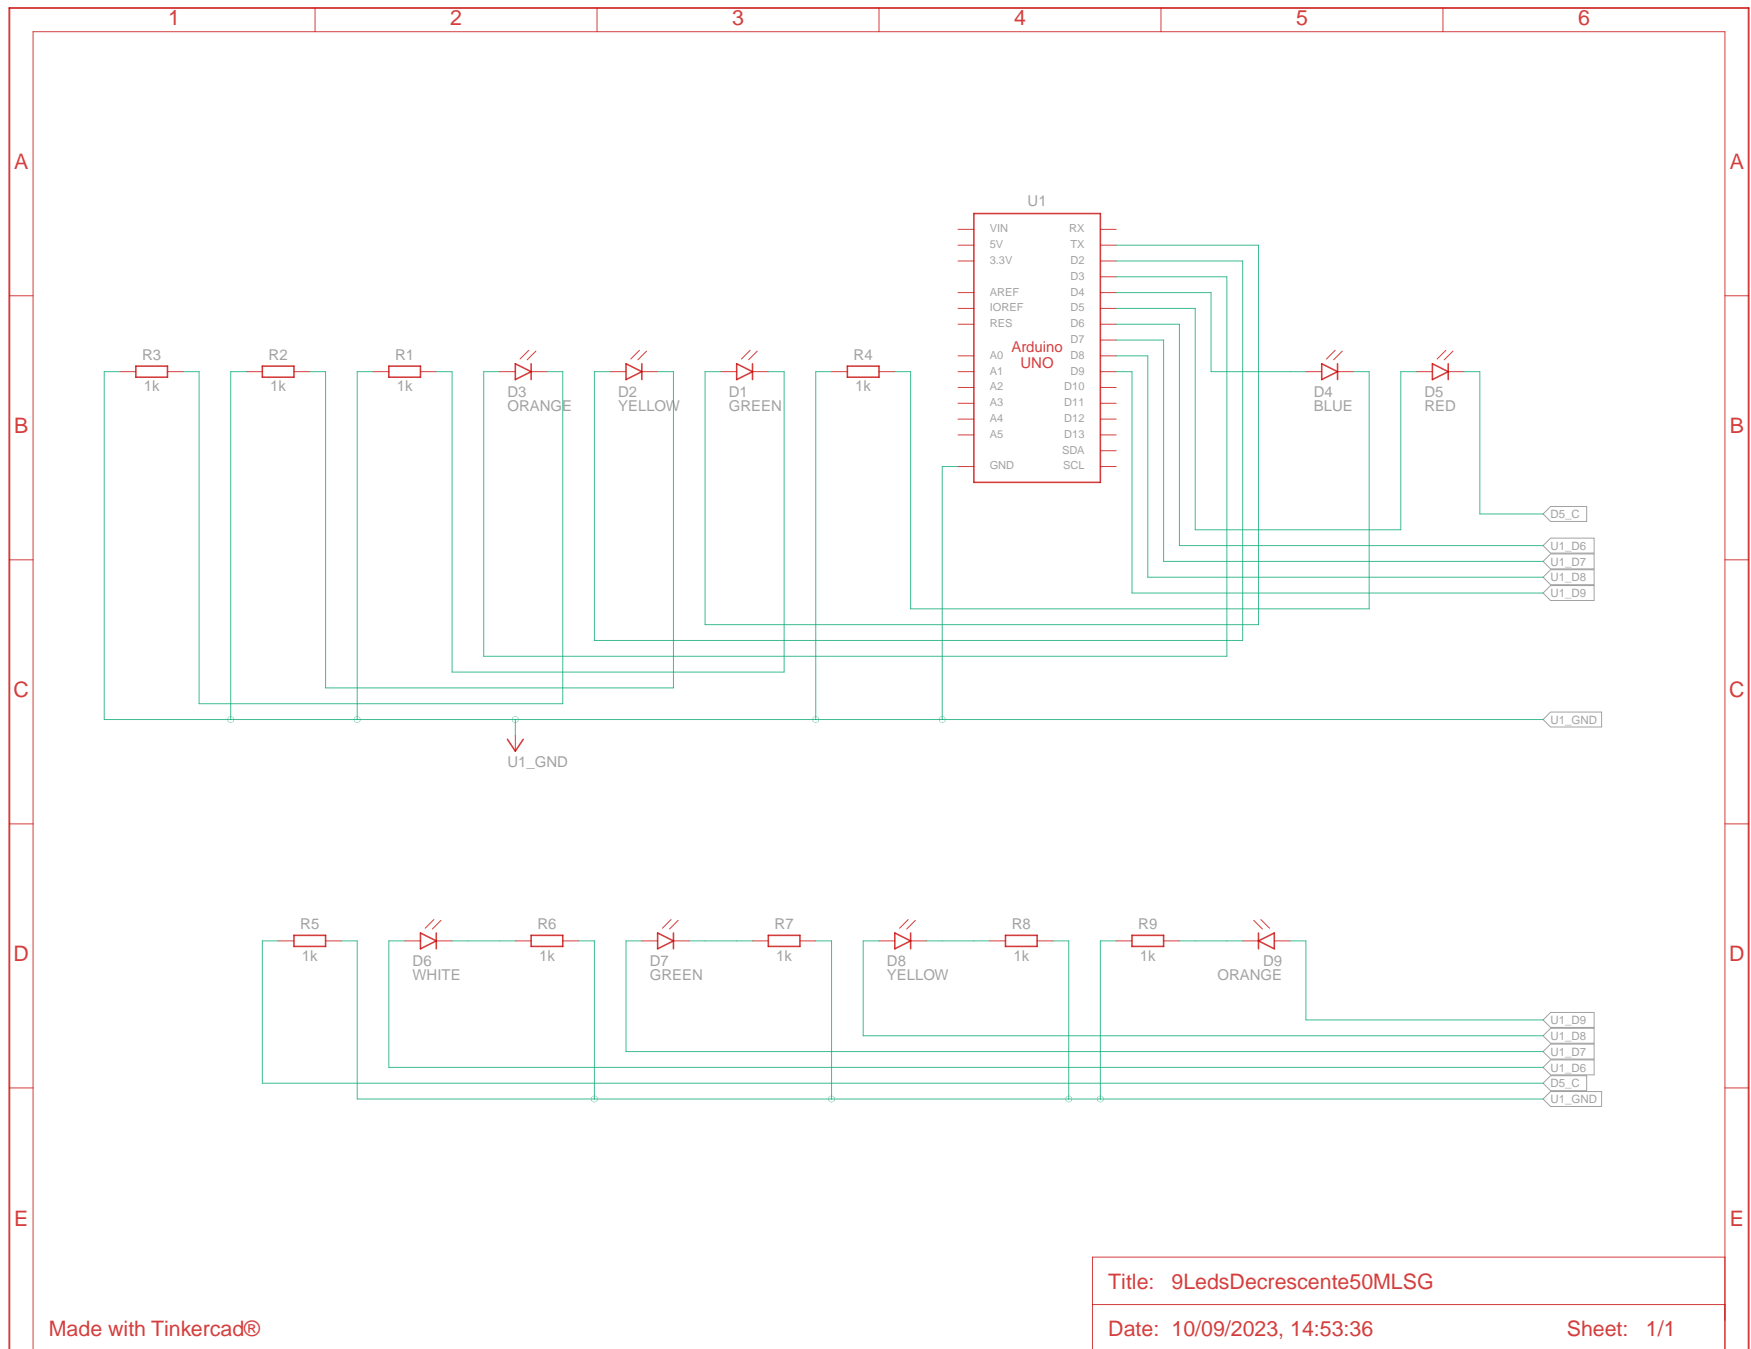 1 2 3 4 5 6
A A
U1
VIN RX
5V TX
3.3V D2
D3
AREF D4
IOREF D5
RES D6
D7
Arduino
UNO
A0 D8
A1 D9
A2 D10
A3 D11
A4 D12
A5 D13
SDA
GND SCL
R3 R2 R1 R4
1k 1k 1k 1k
D3 D2 D1 D4 D5
ORANGE YELLOW GREEN BLUE RED
B B
D5_C
U1_D6
U1_D7
U1_D8
U1_D9
C C
U1_GND
U1_GND
R5 R6 R7 R8 R9
D D
1k 1k 1k 1k 1k
D6 D7 D8 D9
WHITE GREEN YELLOW ORANGE
U1_D9
U1_D8
U1_D7
U1_D6
D5_C
U1_GND
E E
Title: 9LedsDecrescente50MLSG
Made with Tinkercad®
Date: 10/09/2023, 14:53:36 Sheet: 1/1